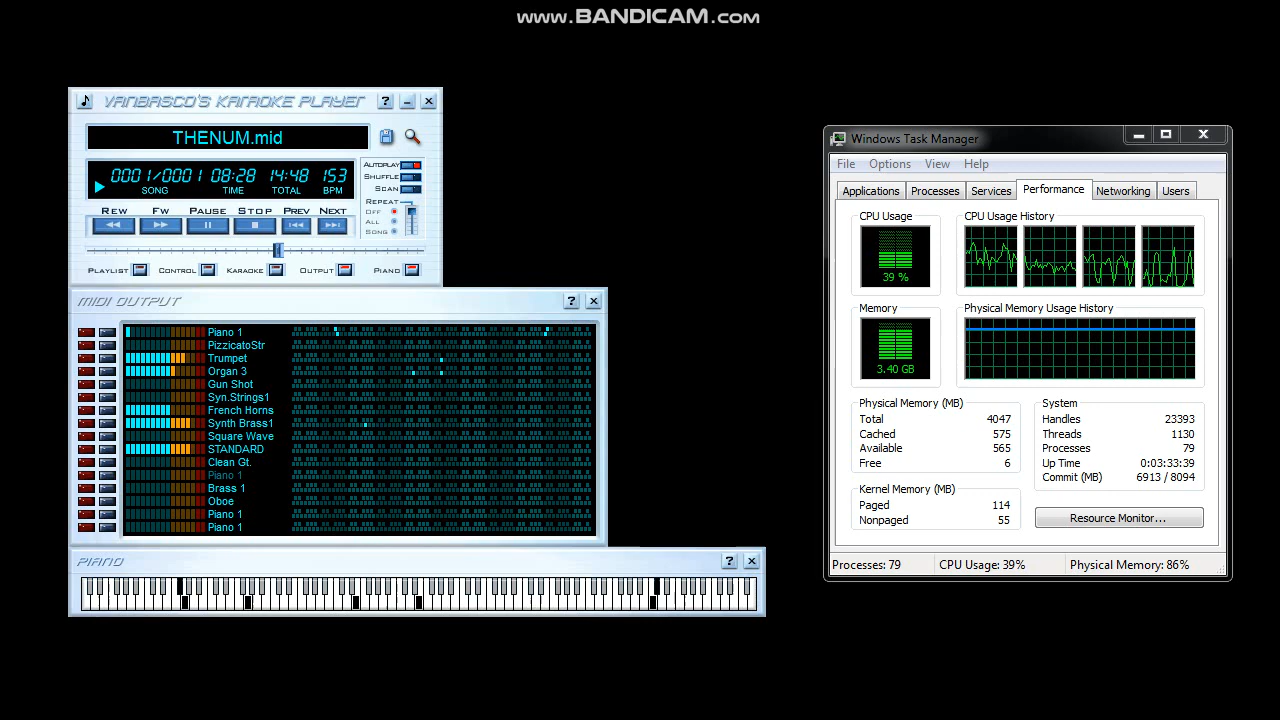 www.BANDICAM.com
VANBASCO'S KARAOKE PLAYER
?
THENUM.mid
0001/0001 08:28 14:48 153
SONG TIME TOTAL BPM
AUTOPLAY
SHUFFLE
SCAN
REPEAT
OFF
ALL
SONG
REW FW PAUSE STOP PREV NEXT
PLAYLIST CONTROL KARAOKE OUTPUT PIANO
MIDI OUTPUT
?
Piano 1
PizzicatoStr
Trumpet
Organ 3
Gun Shot
Syn.Strings1
French Horns
Synth Brass1
Square Wave
STANDARD
Clean Gt.
Piano 1
Brass 1
Oboe
Piano 1
Piano 1
PIANO
?
Windows Task Manager
File Options View Help
Applications Processes Services Performance Networking Users
CPU Usage CPU Usage History
39 %
Memory Physical Memory Usage History
3.40 GB
Physical Memory (MB)
Total 4047
Cached 575
Available 565
Free 6
Kernel Memory (MB)
Paged 114
Nonpaged 55
System
Handles 23393
Threads 1130
Processes 79
Up Time 0:03:33:39
Commit (MB) 6913 / 8094
Resource Monitor...
Processes: 79 CPU Usage: 39% Physical Memory: 86%